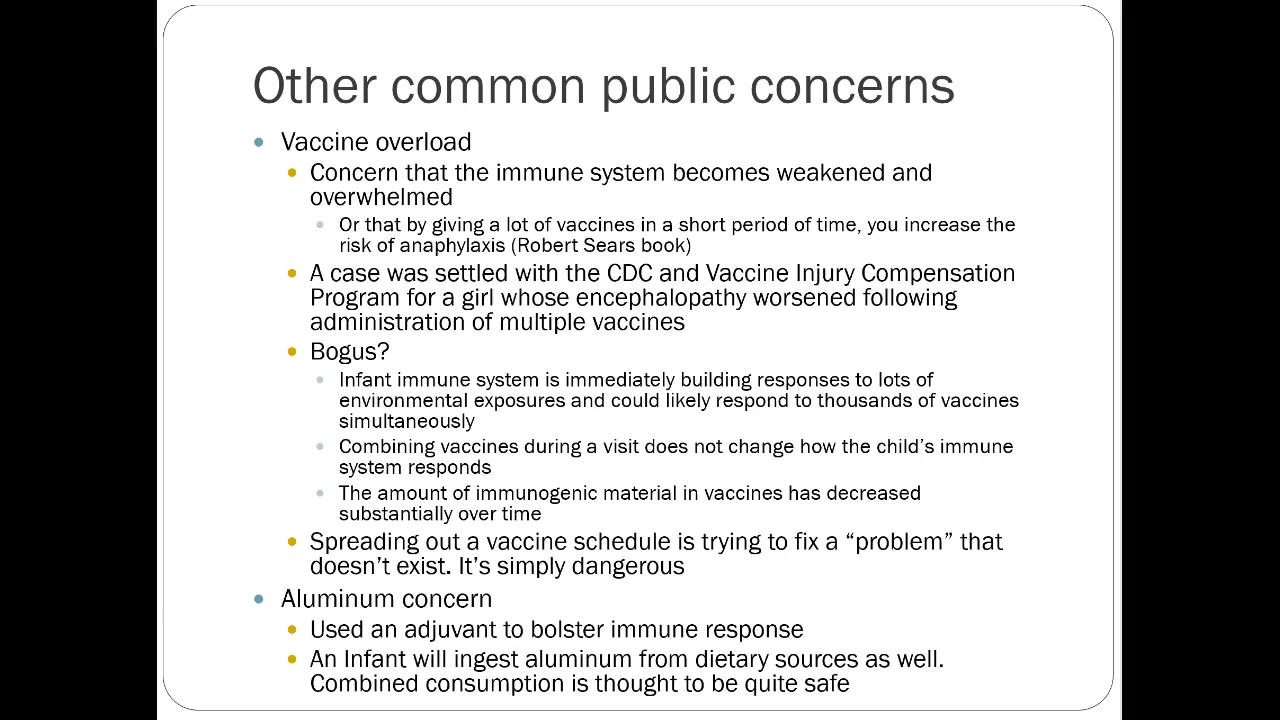 Other common public concerns
Vaccine overload
Concern that the immune system becomes weakened and
overwhelmed
Or that by giving a lot of vaccines in a short period of time, you increase the
risk of anaphylaxis (Robert Sears book)
A case was settled with the CDC and Vaccine Injury Compensation
Program for a girl whose encephalopathy worsened following
administration of multiple vaccines
Bogus?
Infant immune system is immediately building responses to lots of
environmental exposures and could likely respond to thousands of vaccines
simultaneously
Combining vaccines during a visit does not change how the child’s immune
system responds
The amount of immunogenic material in vaccines has decreased
substantially over time
Spreading out a vaccine schedule is trying to fix a “problem” that
doesn’t exist. It’s simply dangerous
Aluminum concern
Used an adjuvant to bolster immune response
An Infant will ingest aluminum from dietary sources as well.
Combined consumption is thought to be quite safe